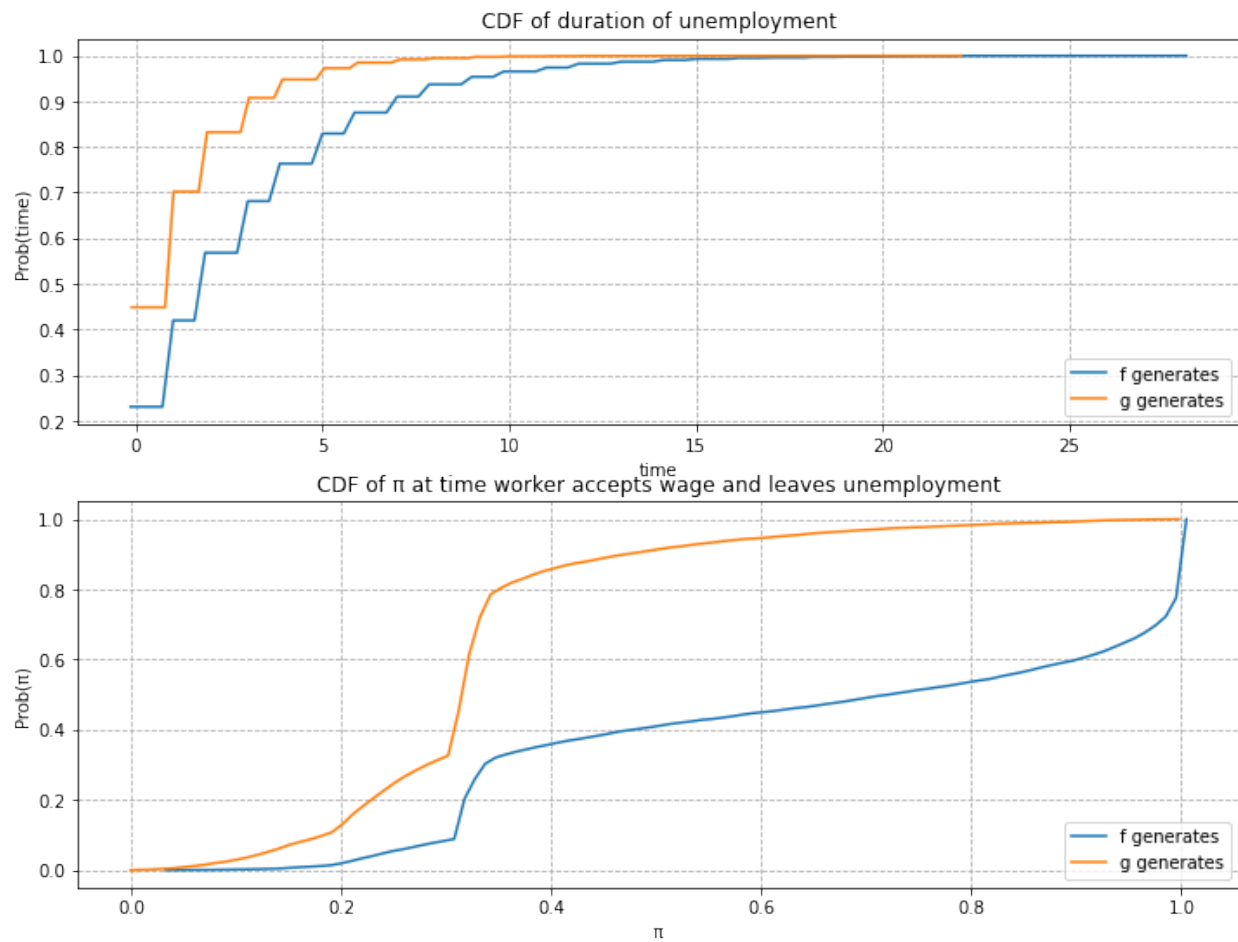 CDF of duration of unemployment
1.0
0.9
0.8
0.7
0.6
0.5
0.4
0.3
0.2
Prob(time)
f generates
g generates
0 5 10 15 20 25
time
CDF of π at time worker accepts wage and leaves unemployment
1.0
0.8
0.6
0.4
0.2
0.0
Prob(π)
f generates
g generates
0.0 0.2 0.4 0.6 0.8 1.0
π